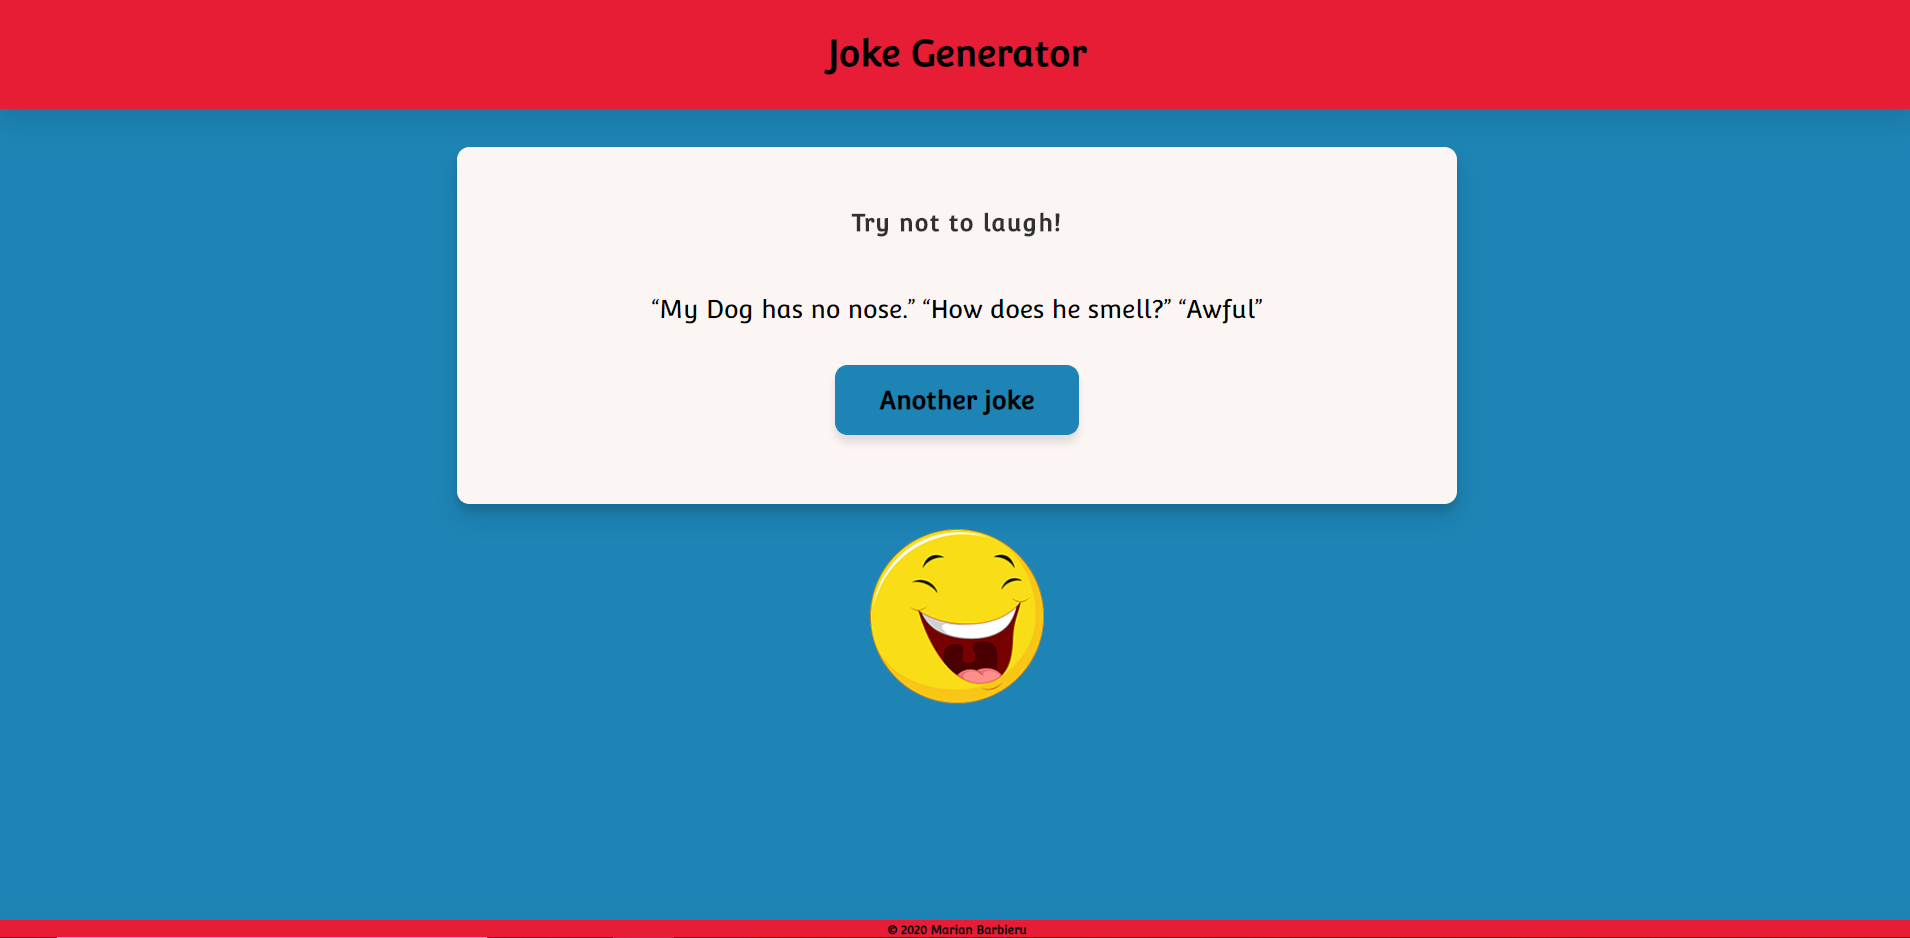 Joke Generator
Try not to laugh!
“My Dog has no nose.” “How does he smell?” “Awful”
Another joke
© 2020 Marian Barbieru